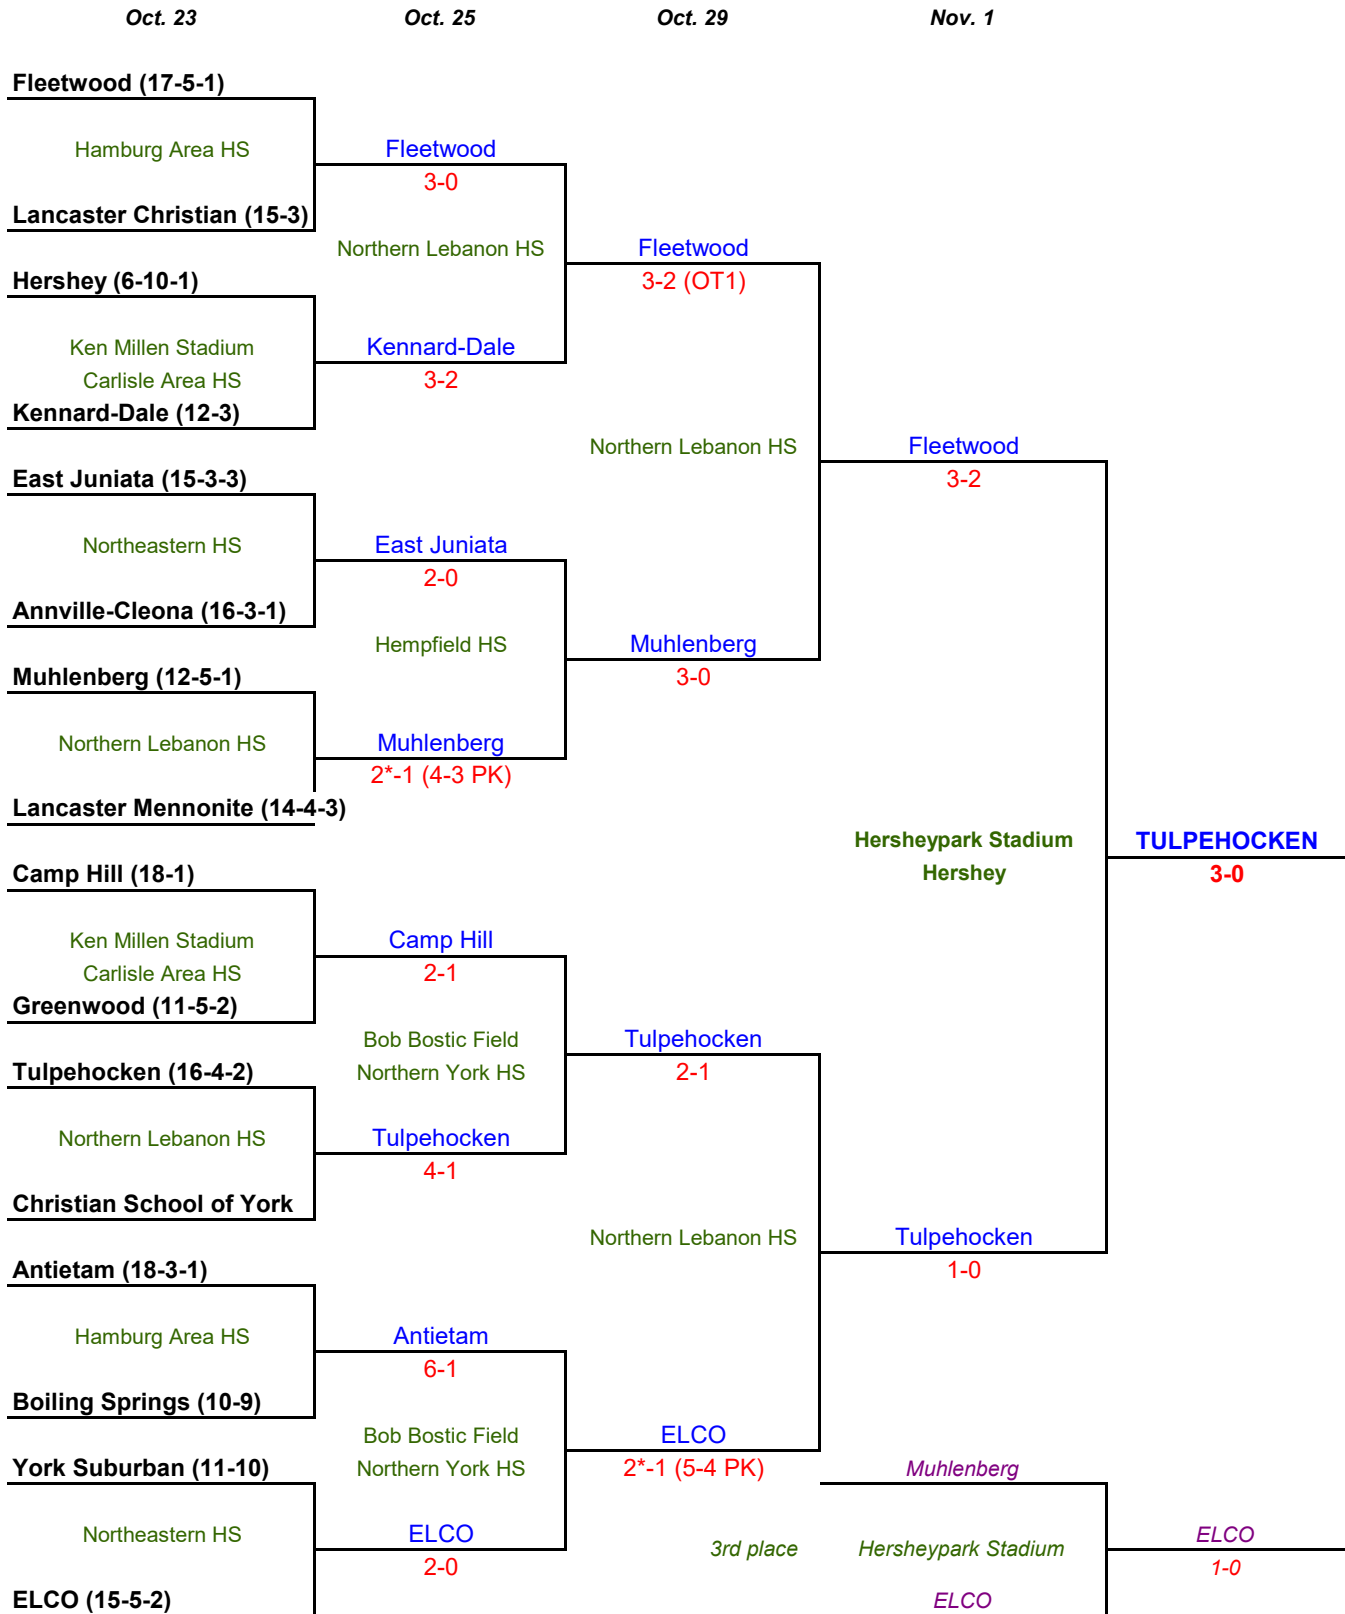 Oct. 23 Oct. 25 Oct. 29 Nov. 1
Fleetwood (17-5-1)
Hamburg Area HS Fleetwood
3-0
Lancaster Christian (15-3)
Northern Lebanon HS Fleetwood
Hershey (6-10-1) 3-2 (OT1)
Ken Millen Stadium Kennard-Dale
Carlisle Area HS 3-2
Kennard-Dale (12-3)
Northern Lebanon HS Fleetwood
East Juniata (15-3-3) 3-2
Northeastern HS East Juniata
2-0
Annville-Cleona (16-3-1)
Hempfield HS Muhlenberg
Muhlenberg (12-5-1) 3-0
Northern Lebanon HS Muhlenberg
2*-1 (4-3 PK)
Lancaster Mennonite (14-4-3)
Hersheypark Stadium TULPEHOCKEN
Camp Hill (18-1) Hershey 3-0
Ken Millen Stadium Camp Hill
Carlisle Area HS 2-1
Greenwood (11-5-2)
Bob Bostic Field Tulpehocken
Tulpehocken (16-4-2) Northern York HS 2-1
Northern Lebanon HS Tulpehocken
4-1
Christian School of York
Northern Lebanon HS Tulpehocken
Antietam (18-3-1) 1-0
Hamburg Area HS Antietam
6-1
Boiling Springs (10-9)
Bob Bostic Field ELCO
York Suburban (11-10) Northern York HS 2*-1 (5-4 PK) Muhlenberg
Northeastern HS ELCO 3rd place Hersheypark Stadium ELCO
2-0 1-0
ELCO (15-5-2) ELCO